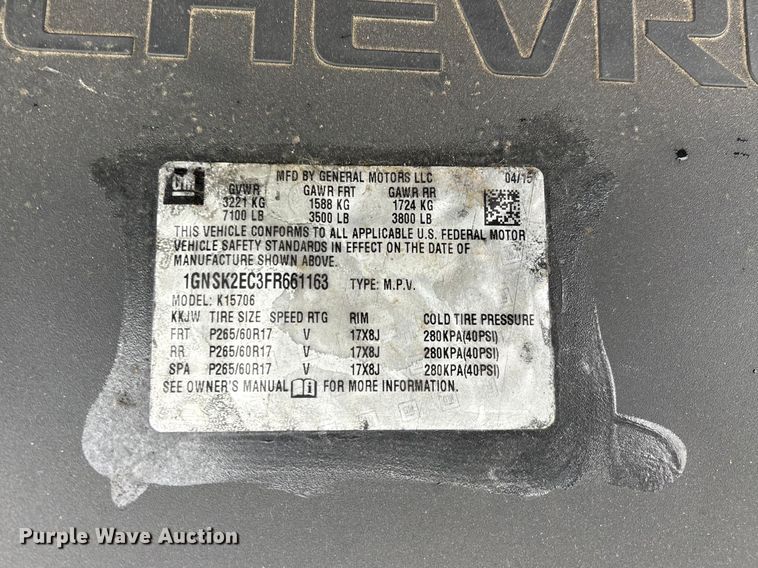 CHEVR
GM
MFD BY GENERAL MOTORS LLC 04/15
GVWR GAWR FRT GAWR RR
3221 KG 1588 KG 1724 KG
7100 LB 3500 LB 3800 LB
THIS VEHICLE CONFORMS TO ALL APPLICABLE U.S. FEDERAL MOTOR
VEHICLE SAFETY STANDARDS IN EFFECT ON THE DATE OF
MANUFACTURE SHOWN ABOVE.
1GNSK2EC3FR661163 TYPE: M.P.V.
MODEL: K15706
KKJW TIRE SIZE SPEED RTG RIM COLD TIRE PRESSURE
FRT P265/60R17 V 17X8J 280KPA(40PSI)
RR P265/60R17 V 17X8J 280KPA(40PSI)
SPA P265/60R17 V 17X8J 280KPA(40PSI)
SEE OWNER'S MANUAL FOR MORE INFORMATION.
Purple Wave Auction